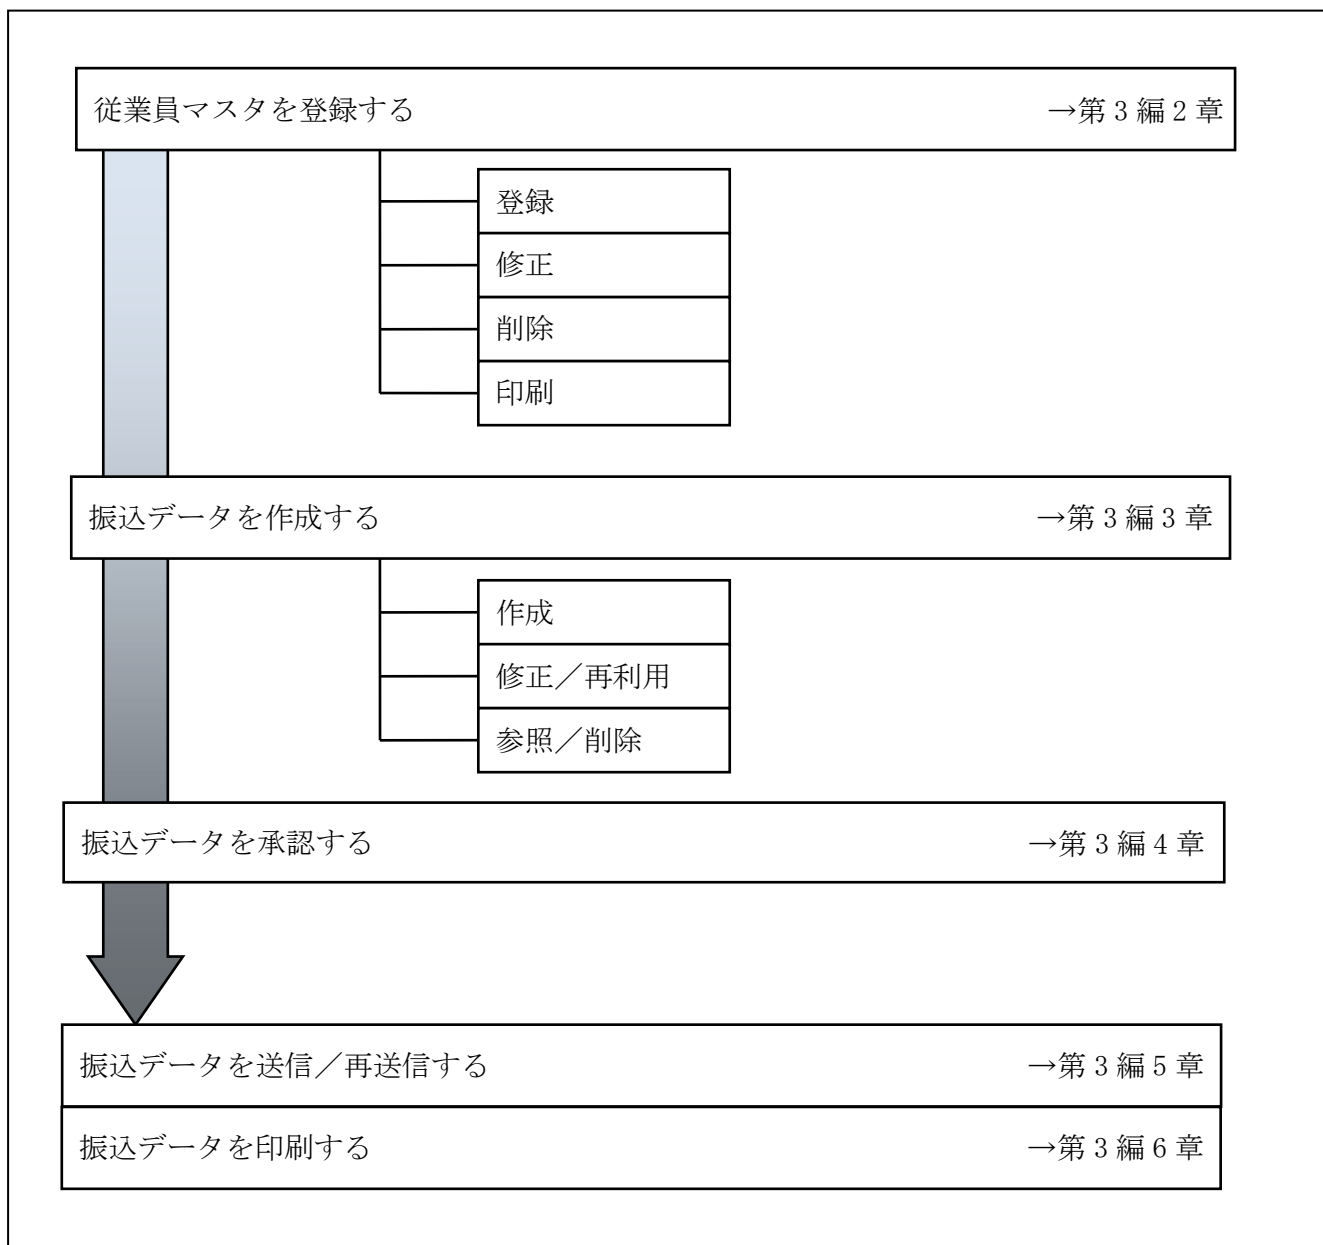 従業員マスタを登録する →第3編2章
登録
修正
削除
印刷
振込データを作成する →第3編3章
作成
修正／再利用
参照／削除
振込データを承認する →第3編4章
振込データを送信／再送信する →第3編5章
振込データを印刷する →第3編6章